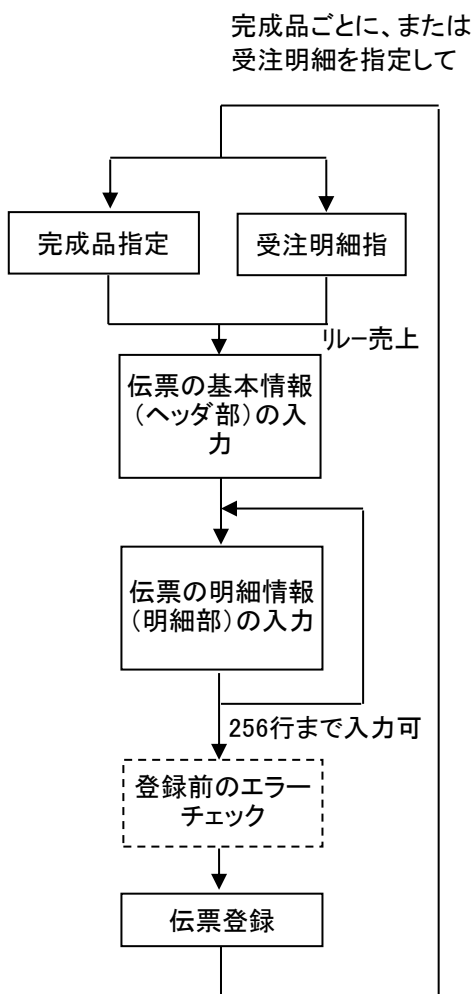 完成品ごとに、または
受注明細を指定して
完成品指定
受注明細指
リレー売上
伝票の基本情報
（ヘッダ部）の入
力
伝票の明細情報
（明細部）の入力
256行まで入力可
登録前のエラー
チェック
伝票登録